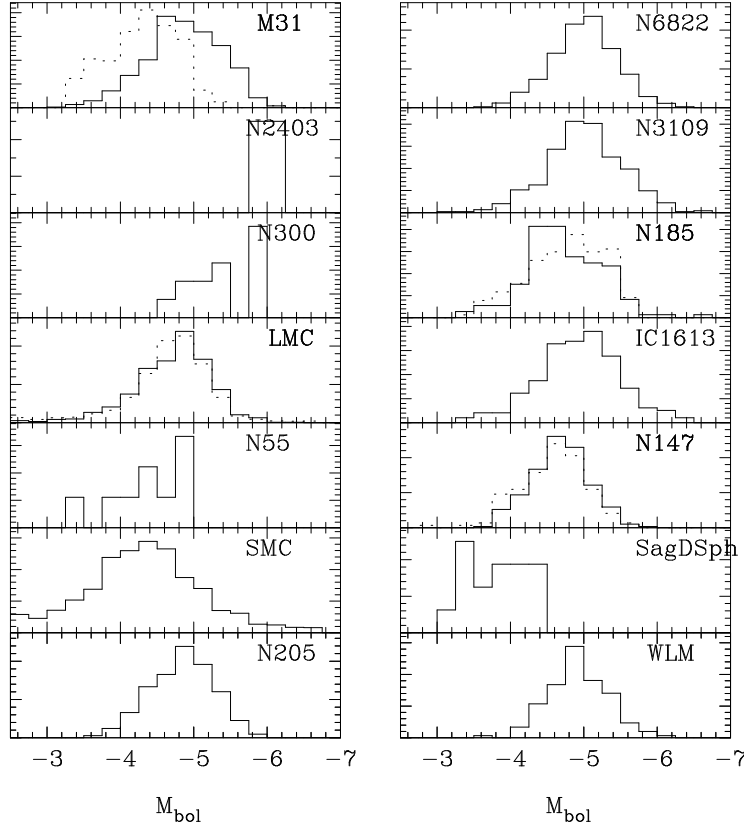 M31
N2403
N300
LMC
N55
SMC
N205
−3 −4 −5 −6 −7
M_bol
N6822
N3109
N185
IC1613
N147
SagDSph
WLM
−3 −4 −5 −6 −7
M_bol